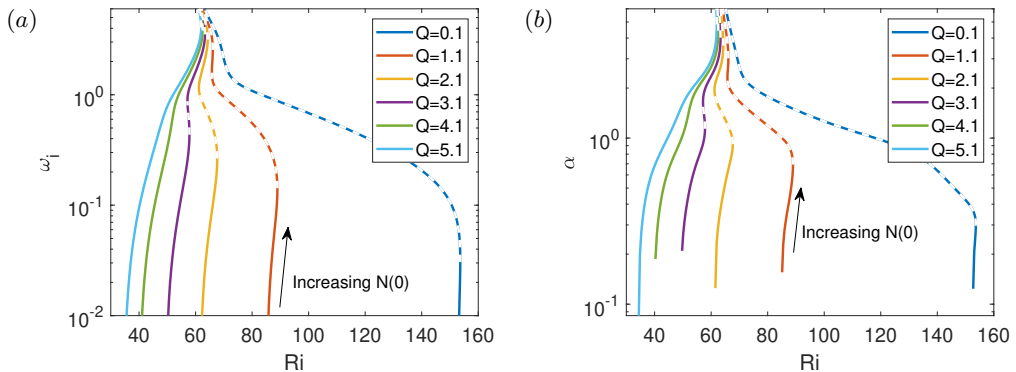 (a)
ω_i
10^0
10^-1
10^-2
40 60 80 100 120 140 160
Ri
Q=0.1
Q=1.1
Q=2.1
Q=3.1
Q=4.1
Q=5.1
Increasing N(0)
(b)
α
10^0
10^-1
40 60 80 100 120 140 160
Ri
Q=0.1
Q=1.1
Q=2.1
Q=3.1
Q=4.1
Q=5.1
Increasing N(0)